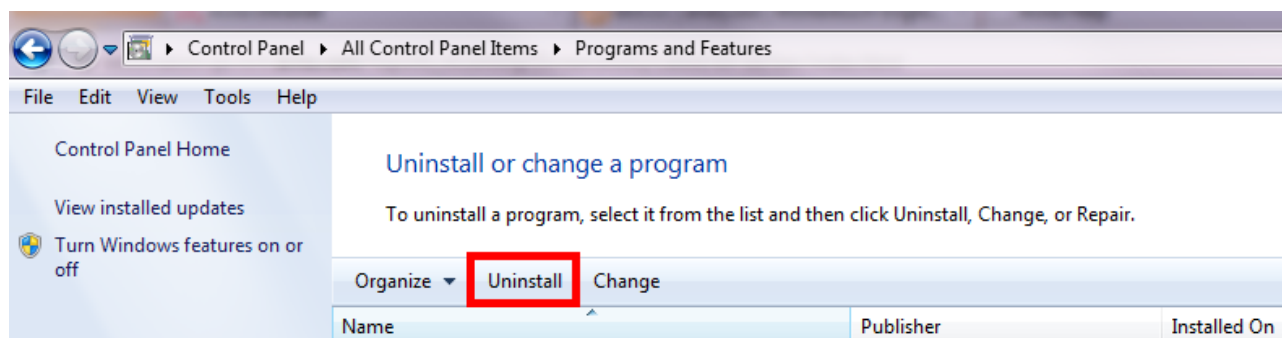 Control Panel All Control Panel Items Programs and Features
File Edit View Tools Help
Control Panel Home
View installed updates
Turn Windows features on or
off
Uninstall or change a program
To uninstall a program, select it from the list and then click Uninstall, Change, or Repair.
Organize Uninstall Change
Name Publisher Installed On